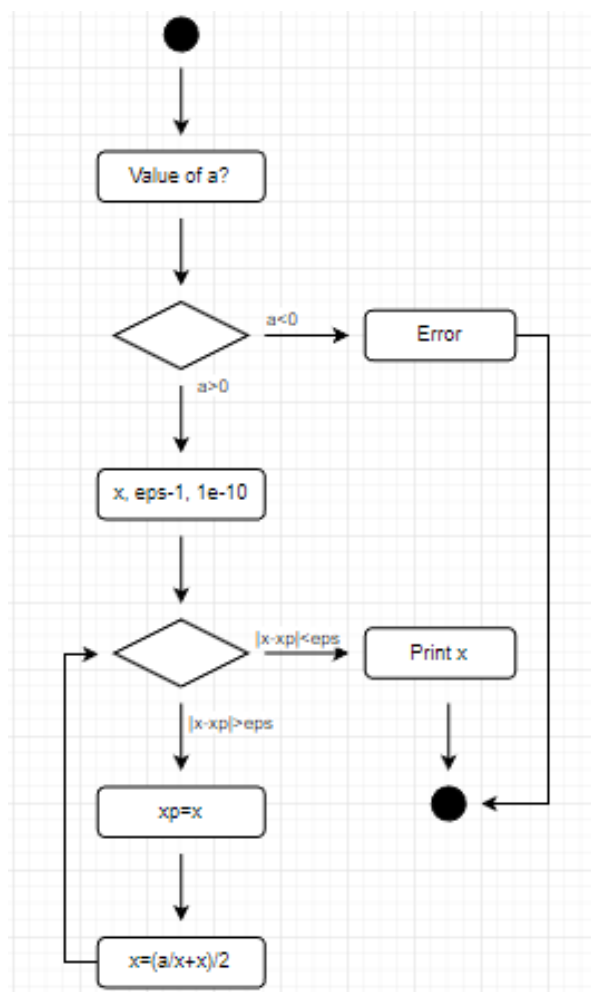 Value of a?
a<0
Error
a>0
x, eps-1, 1e-10
|x-xp|<eps
Print x
|x-xp|>eps
xp=x
x=(a/x+x)/2